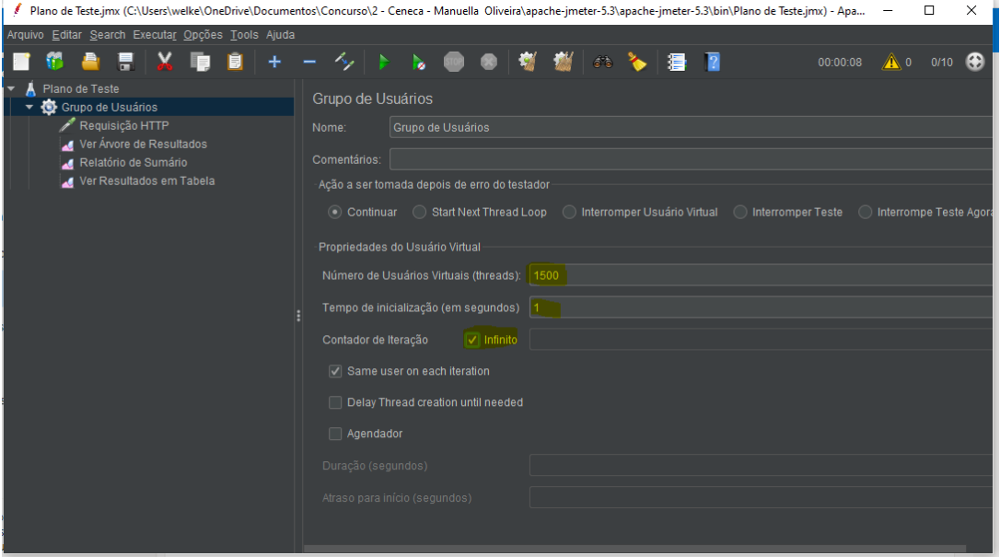 Plano de Teste.jmx (C:\Users\welke\OneDrive\Documentos\Concurso\2 - Ceneca - Manuella Oliveira\apache-jmeter-5.3\apache-jmeter-5.3\bin\Plano de Teste.jmx) - Apa...
Arquivo Editar Search Executar Opções Tools Ajuda
STOP 00:00:08 0 0/10
Plano de Teste
Grupo de Usuários
Requisição HTTP
Ver Árvore de Resultados
Relatório de Sumário
Ver Resultados em Tabela
Grupo de Usuários
Nome: Grupo de Usuários
Comentários:
Ação a ser tomada depois de erro do testador
Continuar Start Next Thread Loop Interromper Usuário Virtual Interromper Teste Interrompe Teste Agora
Propriedades do Usuário Virtual
Número de Usuários Virtuais (threads): 1500
Tempo de inicialização (em segundos) 1
Contador de Iteração Infinito
Same user on each iteration
Delay Thread creation until needed
Agendador
Duração (segundos)
Atraso para início (segundos)